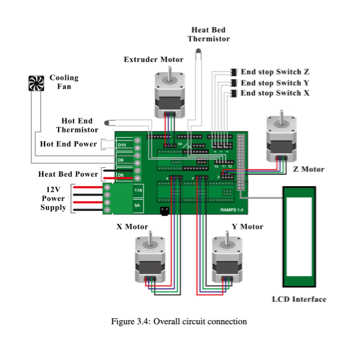 Heat Bed
Thermistor
Extruder Motor
End stop Switch Z
End stop Switch Y
End stop Switch X
Cooling
Fan
Hot End
Thermistor
Hot End Power
D10
D9
Heat Bed Power
D8
12V
Power
Supply
11A
5A
RAMPS 1.4
Z Motor
X Motor
Y Motor
LCD Interface
Figure 3.4: Overall circuit connection